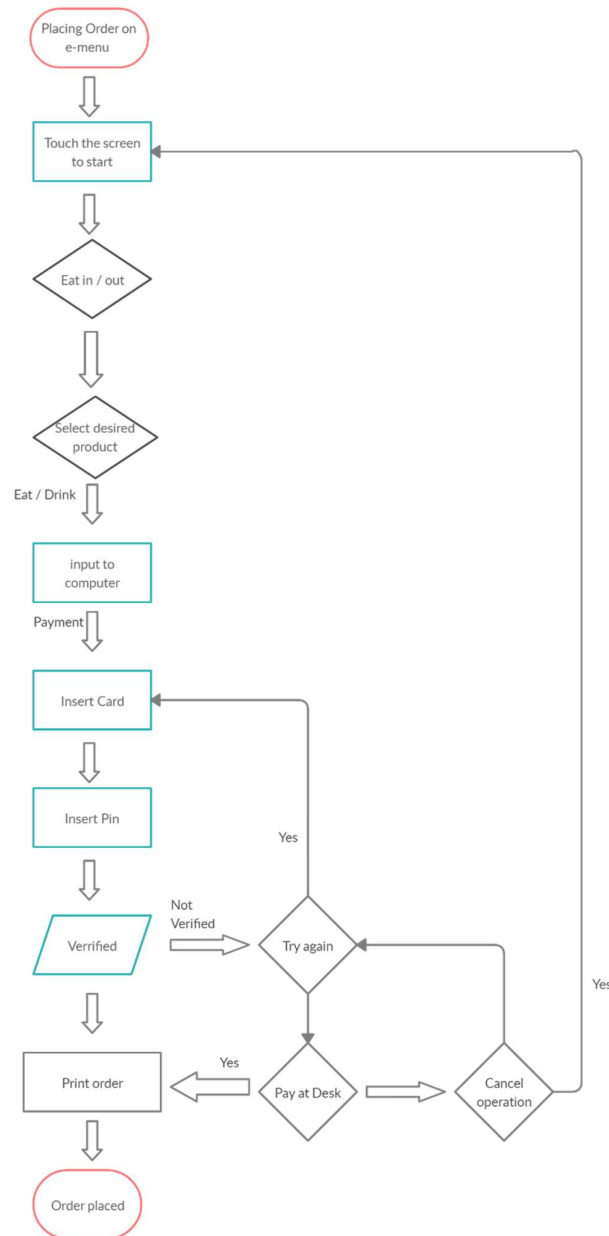 Placing Order on
e-menu
Touch the screen
to start
Eat in / out
Select desired
product
Eat / Drink
input to
computer
Payment
Insert Card
Insert Pin
Yes
Not
Verified
Verrified
Try again
Yes
Yes
Print order
Pay at Desk
Cancel
operation
Order placed